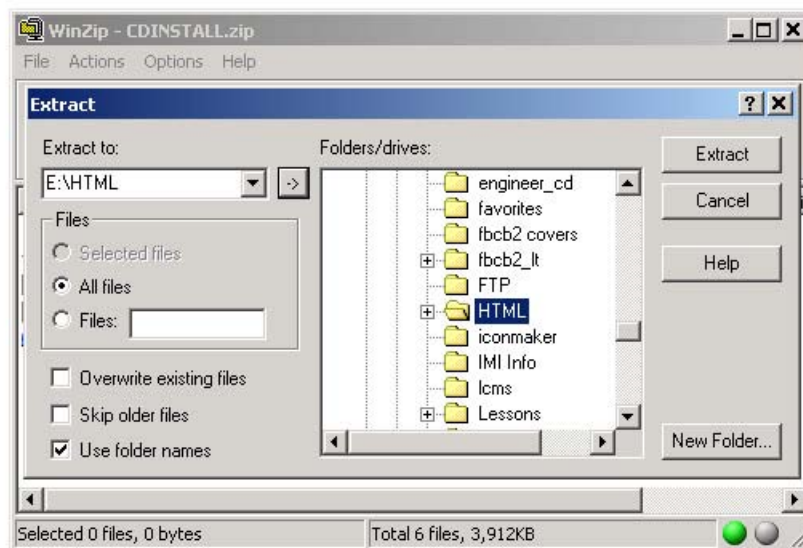 WinZip - CDINSTALL.zip
File Actions Options Help
Extract
Extract to:
E:\HTML
->
Files
Selected files
All files
Files:
Overwrite existing files
Skip older files
Use folder names
Folders/drives:
engineer_cd
favorites
fbcb2 covers
fbcb2_lt
FTP
HTML
iconmaker
IMI Info
lcms
Lessons
Extract
Cancel
Help
New Folder...
Selected 0 files, 0 bytes
Total 6 files, 3,912KB